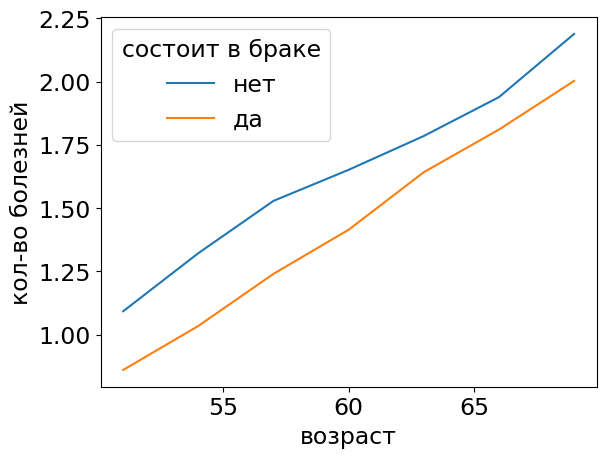 состоит в браке
нет
да
2.25
2.00
1.75
1.50
1.25
1.00
кол-во болезней
55 60 65
возраст